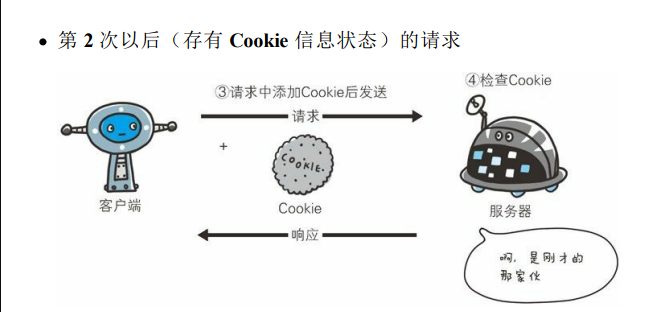 • 第 2 次以后（存有 Cookie 信息状态）的请求
③请求中添加Cookie后发送
④检查Cookie
请求
+
COOKIE.
客户端
Cookie
服务器
响应
啊，是刚才的
那家伙